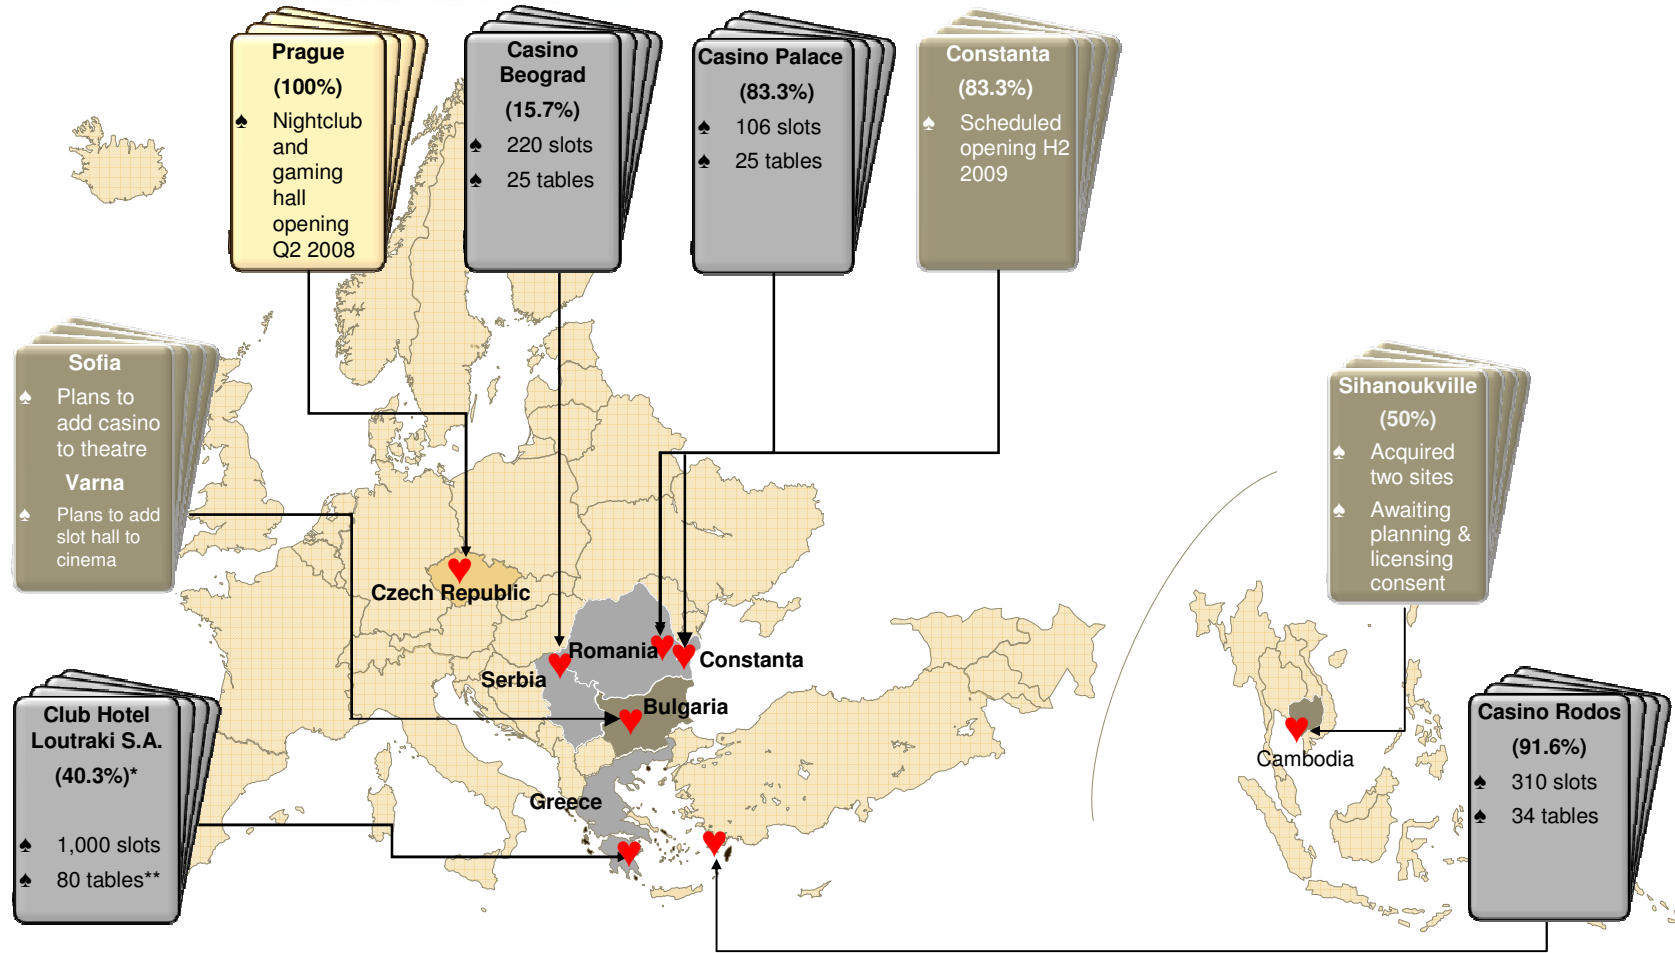 Prague
(100%)
♠ Nightclub
and
gaming
hall
opening
Q2 2008
Casino
Beograd
(15.7%)
♠ 220 slots
♠ 25 tables
Casino Palace
(83.3%)
♠ 106 slots
♠ 25 tables
Constanta
(83.3%)
♠ Scheduled
opening H2
2009
Sofia
♠ Plans to
add casino
to theatre
Varna
♠ Plans to add
slot hall to
cinema
Sihanoukville
(50%)
♠ Acquired
two sites
♠ Awaiting
planning &
licensing
consent
Czech Republic
Romania
Constanta
Serbia
Bulgaria
Greece
Cambodia
Club Hotel
Loutraki S.A.
(40.3%)*
♠ 1,000 slots
♠ 80 tables**
Casino Rodos
(91.6%)
♠ 310 slots
♠ 34 tables